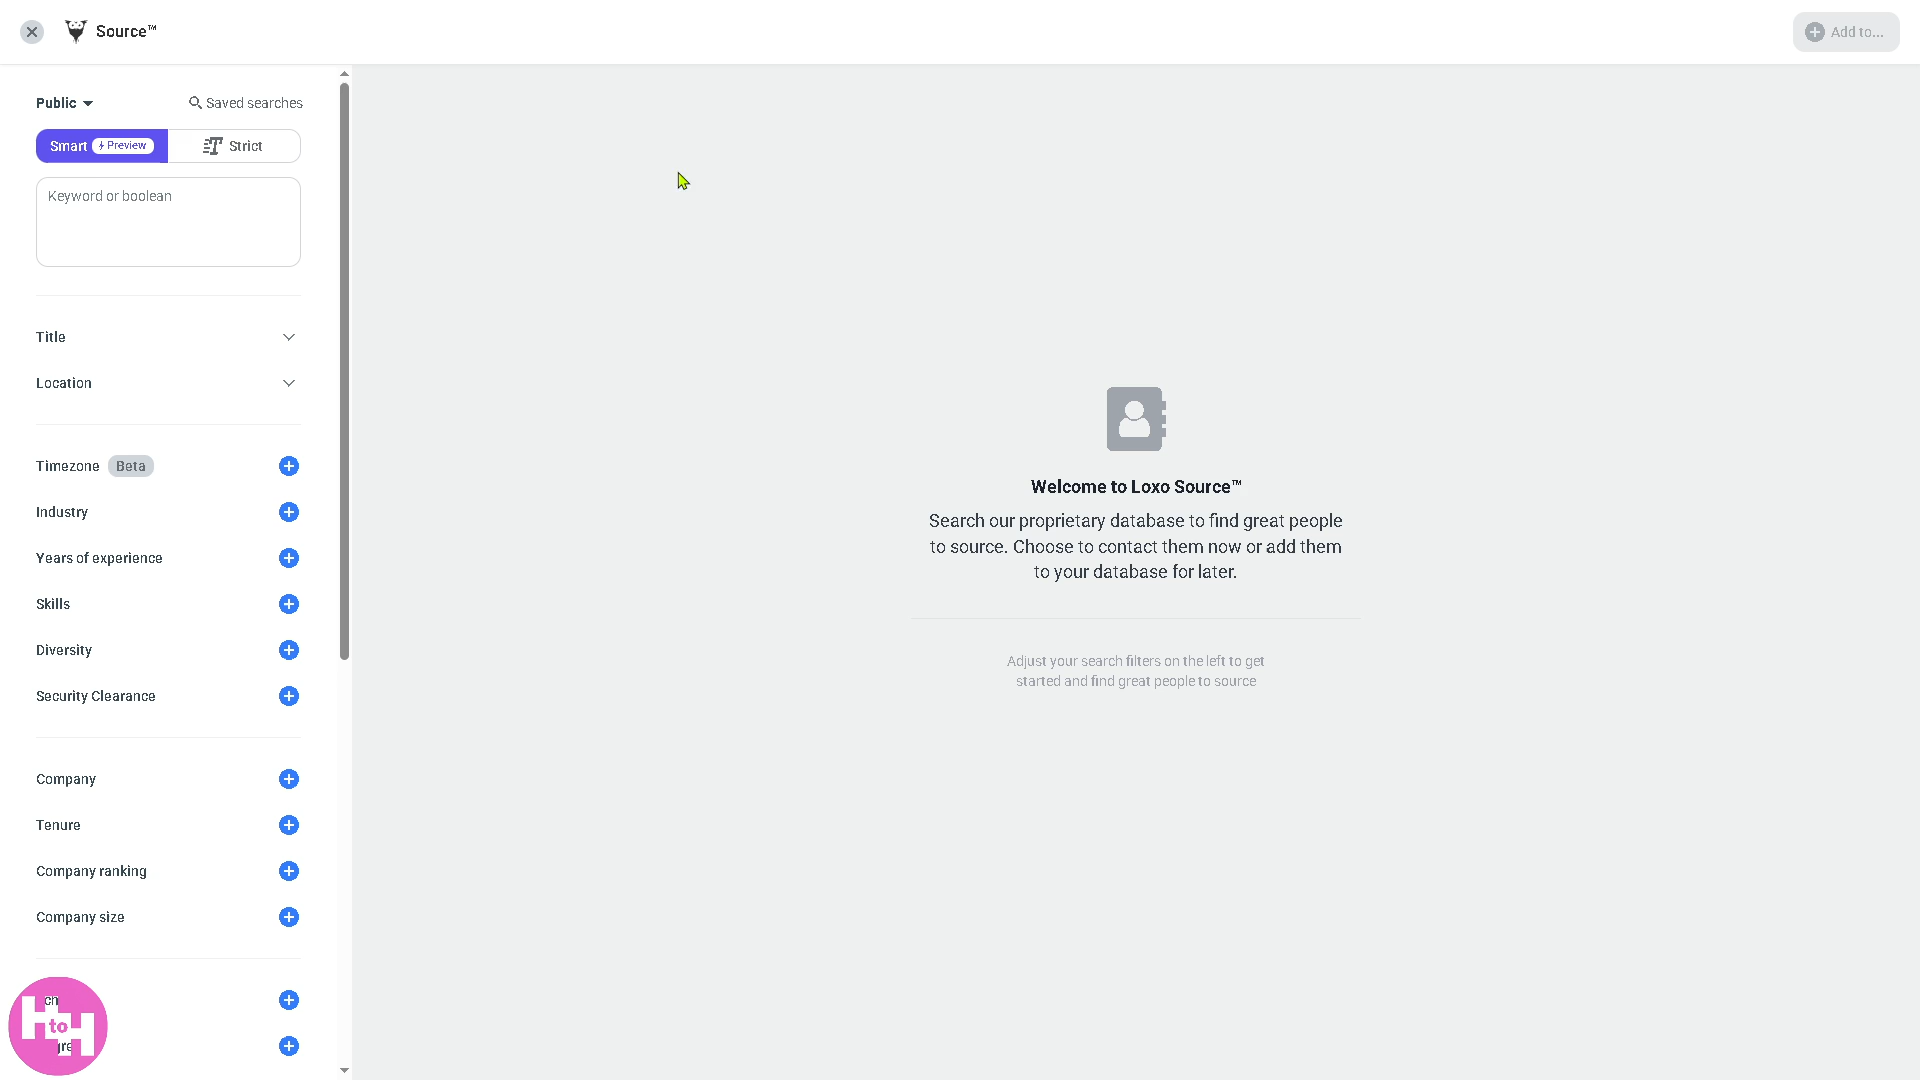 Source™
Add to...
Public
Saved searches
Smart
Preview
Strict
Keyword or boolean
Title
Location
Timezone
Beta
Industry
Years of experience
Skills
Diversity
Security Clearance
Company
Tenure
Company ranking
Company size
H
to
H
Welcome to Loxo Source™
Search our proprietary database to find great people
to source. Choose to contact them now or add them
to your database for later.
Adjust your search filters on the left to get
started and find great people to source